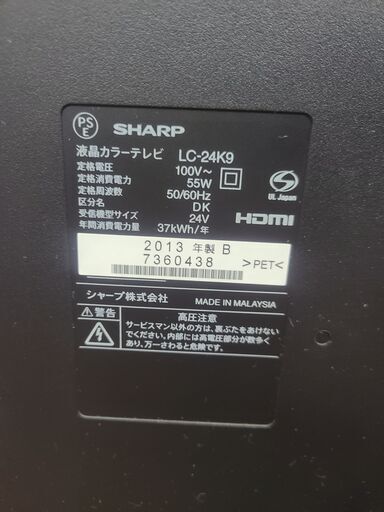 PS
E
SHARP
液晶カラーテレビ LC-24K9
定格電圧 100V~
定格消費電力 55W
定格周波数 50/60Hz
区分名 DK
受信機型サイズ 24V
年間消費電力量 37kWh/年
S
UL Japan
HDMI
2013 年製 B
7360438
>PET<
シャープ株式会社 MADE IN MALAYSIA
警告 高圧注意
サービスマン以外の方は、裏ぶたをあけない
でください。内部には高電圧部分が数多く
あり、万一さわると危険です。